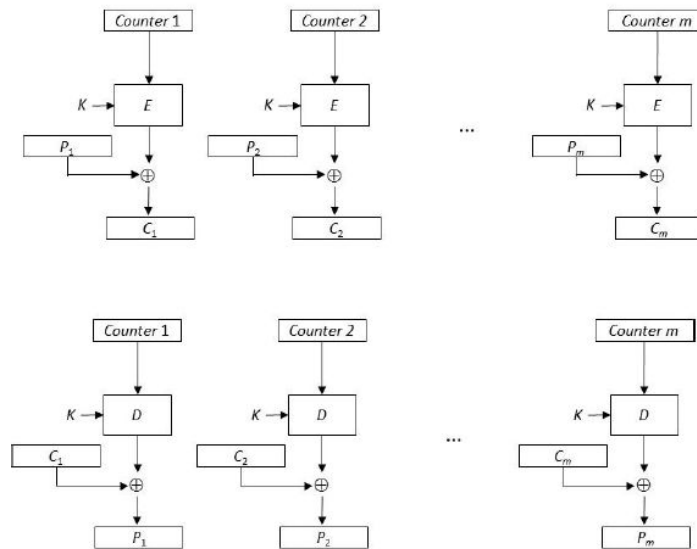 Counter 1 Counter 2 Counter m
K E K E K E
P1 P2 ... Pm
⊕ ⊕ ⊕
C1 C2 Cm
Counter 1 Counter 2 Counter m
K D K D K D
C1 C2 ... Cm
⊕ ⊕ ⊕
P1 P2 Pm